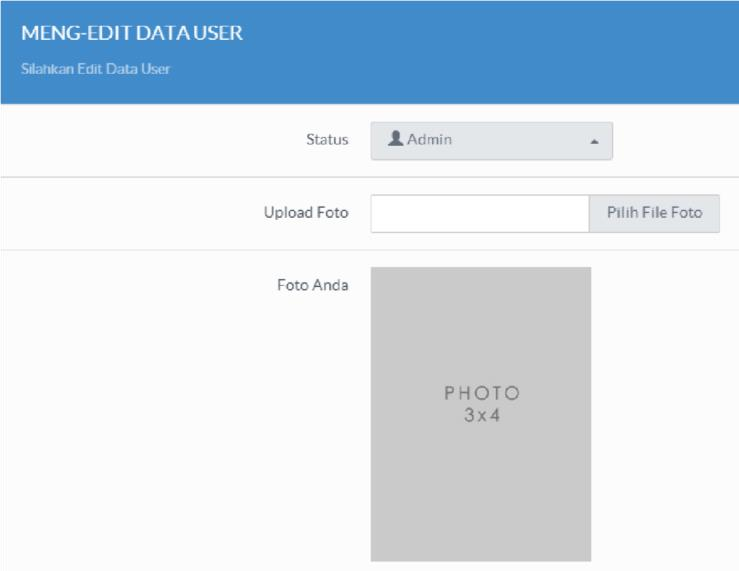 MENG-EDIT DATA USER
Silahkan Edit Data User
Status
Admin
Upload Foto
Pilih File Foto
Foto Anda
PHOTO
3x4